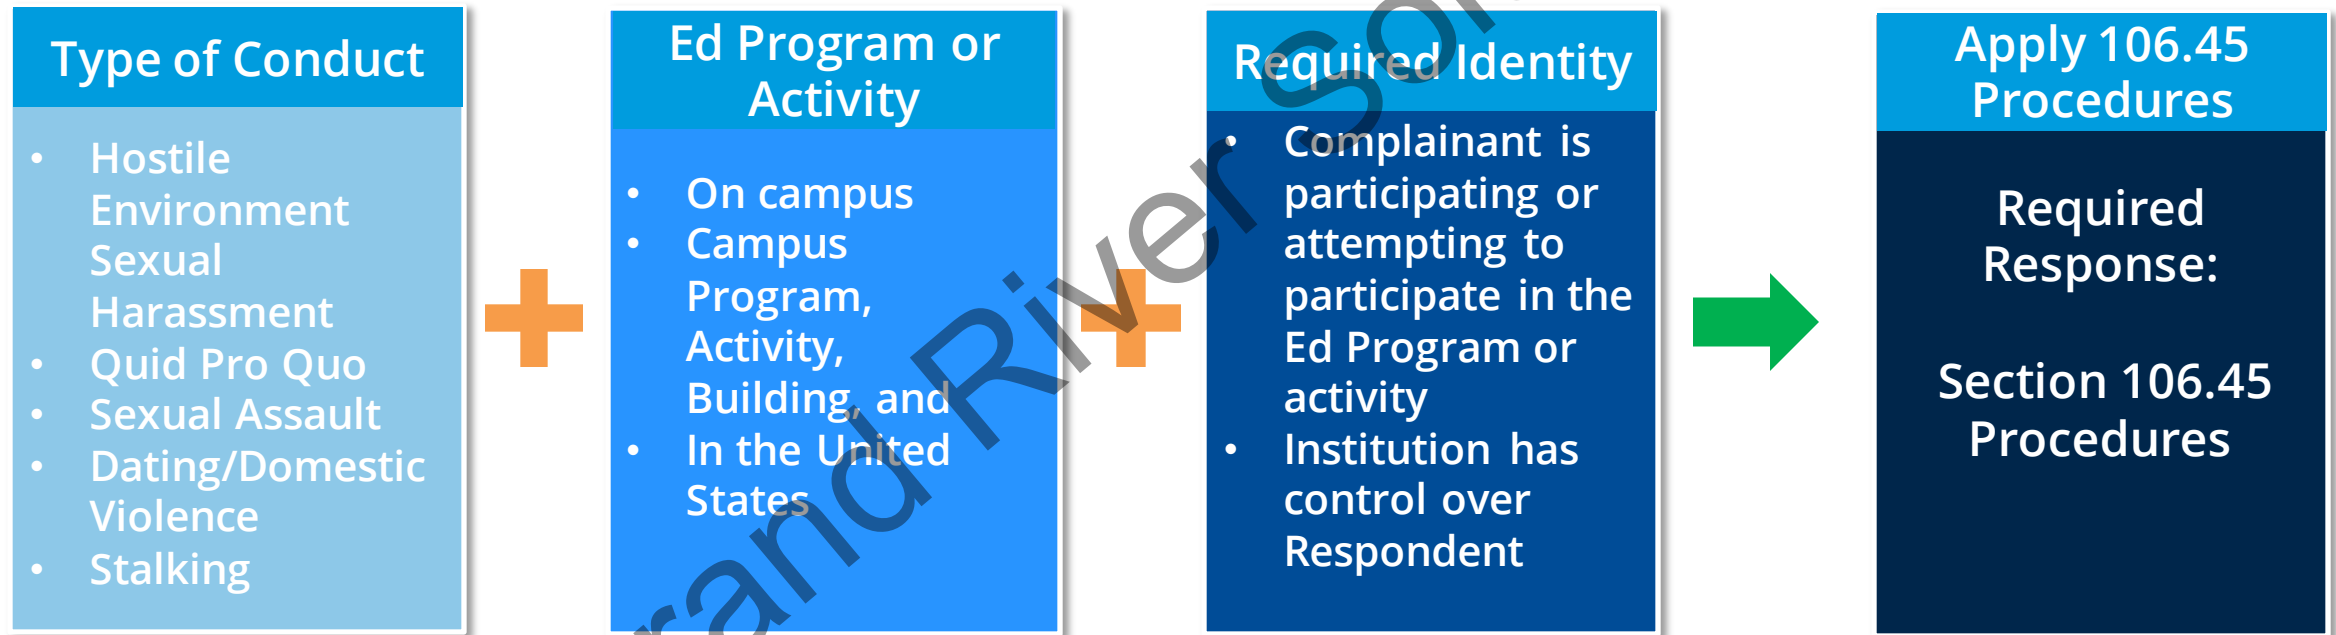 Type of Conduct
• Hostile
Environment
Sexual
Harassment
• Quid Pro Quo
• Sexual Assault
• Dating/Domestic
Violence
• Stalking
Ed Program or
Activity
• On campus
• Campus
Program,
Activity,
Building, and
• In the United
States
Required Identity
• Complainant is
participating or
attempting to
participate in the
Ed Program or
activity
• Institution has
control over
Respondent
Apply 106.45
Procedures
Required
Response:
Section 106.45
Procedures
rand River Sol